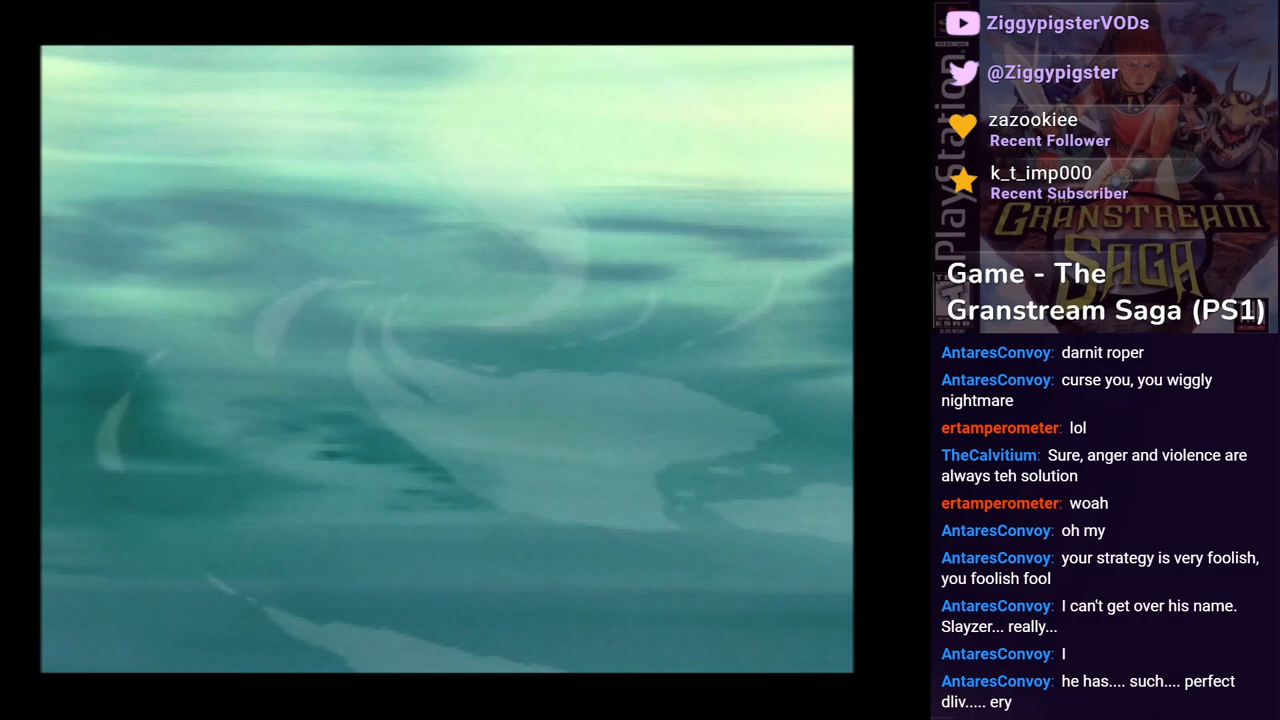 ZiggypigsterVODs
@Ziggypigster
zazookiee
Recent Follower
k_t_imp000
Recent Subscriber
PlayStation
THE
GRANSTREAM
SAGA
Game - The
Granstream Saga (PS1)
AntaresConvoy: darnit roper
AntaresConvoy: curse you, you wiggly
nightmare
ertamperometer: lol
TheCalvitium: Sure, anger and violence are
always teh solution
ertamperometer: woah
AntaresConvoy: oh my
AntaresConvoy: your strategy is very foolish,
you foolish fool
AntaresConvoy: I can't get over his name.
Slayzer... really...
AntaresConvoy: I
AntaresConvoy: he has.... such.... perfect
dliv..... ery